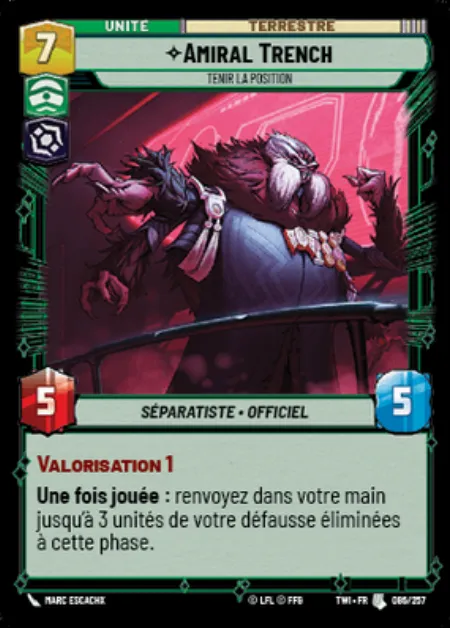 7
UNITÉ
TERRESTRE
AMIRAL TRENCH
TENIR LA POSITION
5
SÉPARATISTE • OFFICIEL
5
VALORISATION 1
Une fois jouée : renvoyez dans votre main
jusqu'à 3 unités de votre défausse éliminées
à cette phase.
MARC ESCACHX
© LFL © FFG
TWI • FR
086/257